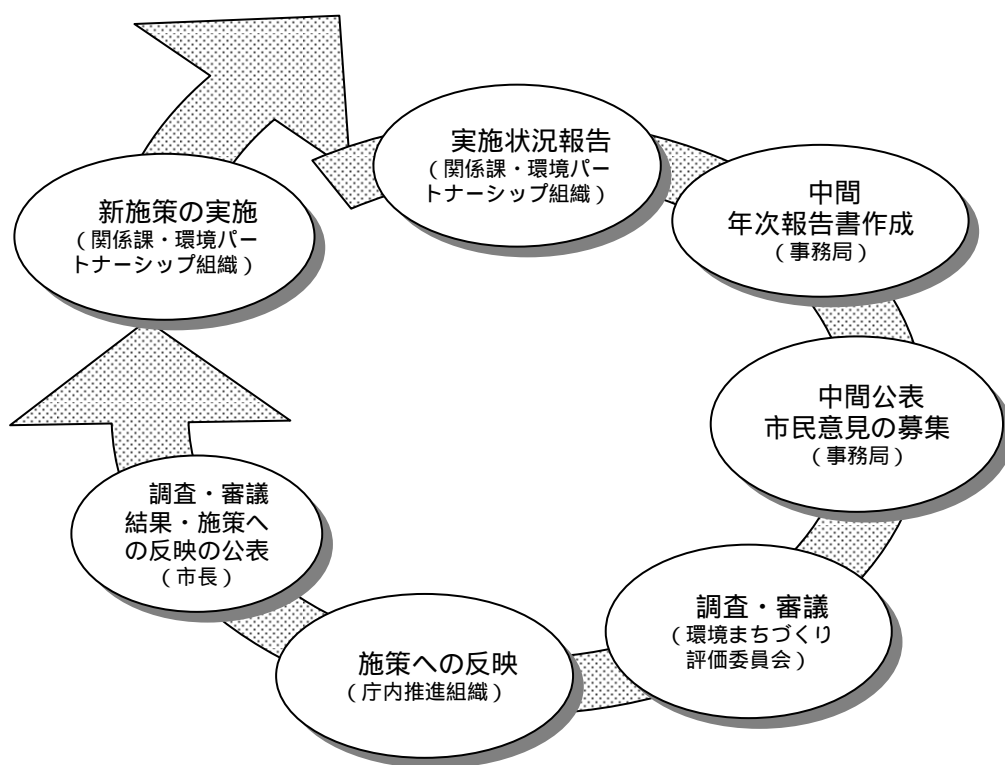 実施状況報告
（関係課・環境パー
トナーシップ組織）
中間
年次報告書作成
（事務局）
中間公表
市民意見の募集
（事務局）
調査・審議
（環境まちづくり
評価委員会）
施策への反映
（庁内推進組織）
調査・審議
結果・施策へ
の反映の公表
（市長）
新施策の実施
（関係課・環境パー
トナーシップ組織）